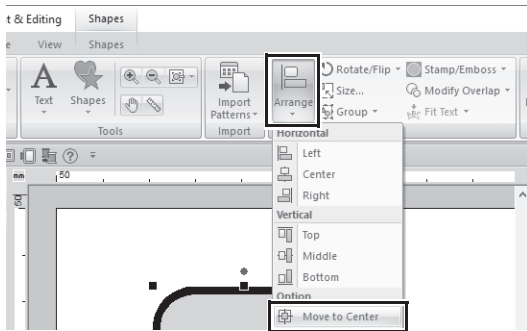 t & Editing Shapes
e View Shapes
Text
Shapes
Tools
Import
Patterns
Import
Arrange
Rotate/Flip
Size...
Group
Stamp/Emboss
Modify Overlap
Fit Text
mm
50
50
Horizontal
Left
Center
Right
Vertical
Top
Middle
Bottom
Option
Move to Center